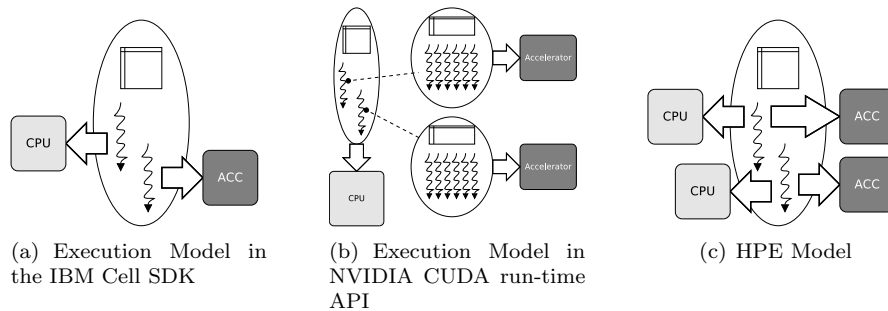 CPU
ACC
(a) Execution Model in
the IBM Cell SDK
Accelerator
Accelerator
CPU
(b) Execution Model in
NVIDIA CUDA run-time
API
CPU
ACC
CPU
ACC
(c) HPE Model